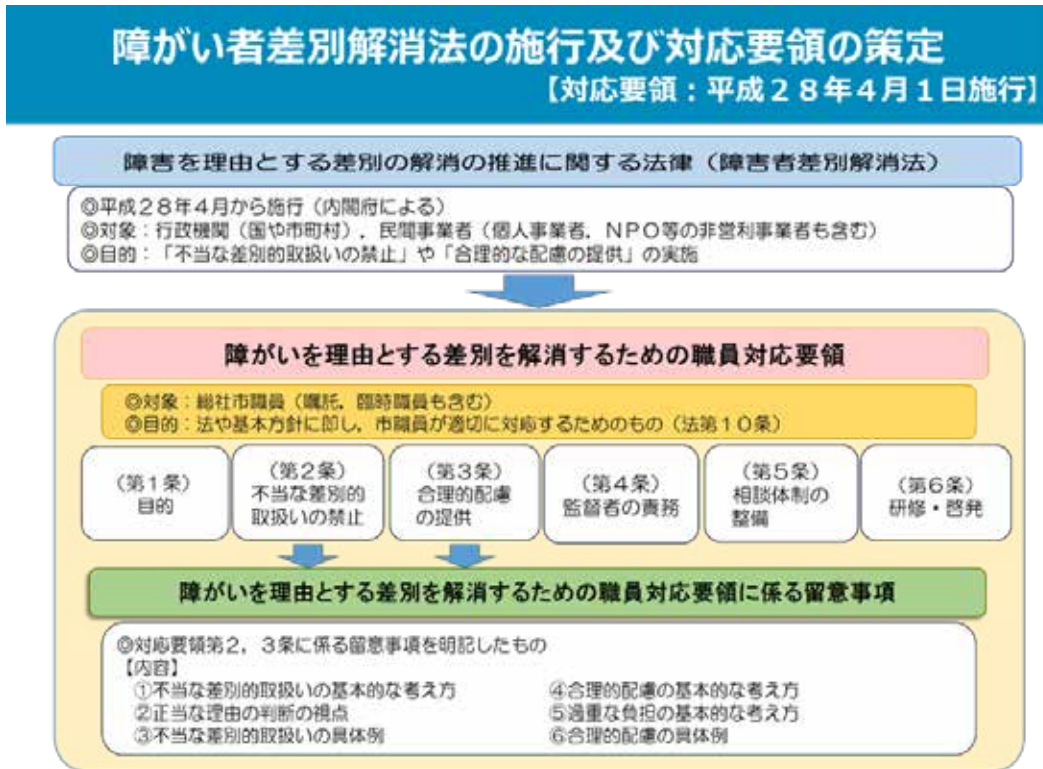 障がい者差別解消法の施行及び対応要領の策定
【対応要領：平成２８年４月１日施行】
障害を理由とする差別の解消の推進に関する法律（障害者差別解消法）
◎平成２８年４月から施行（内閣府による）
◎対象：行政機関（国や市町村），民間事業者（個人事業者，ＮＰＯ等の非営利事業者も含む）
◎目的：「不当な差別的取扱いの禁止」や「合理的な配慮の提供」の実施
障がいを理由とする差別を解消するための職員対応要領
◎対象：総社市職員（嘱託，臨時職員も含む）
◎目的：法や基本方針に即し，市職員が適切に対応するためのもの（法第１０条）
（第１条）
目的
（第２条）
不当な差別的
取扱いの禁止
（第３条）
合理的配慮
の提供
（第４条）
監督者の責務
（第５条）
相談体制の
整備
（第６条）
研修・啓発
障がいを理由とする差別を解消するための職員対応要領に係る留意事項
◎対応要領第２，３条に係る留意事項を明記したもの
【内容】
①不当な差別的取扱いの基本的な考え方
②正当な理由の判断の視点
③不当な差別的取扱いの具体例
④合理的配慮の基本的な考え方
⑤過重な負担の基本的な考え方
⑥合理的配慮の具体例